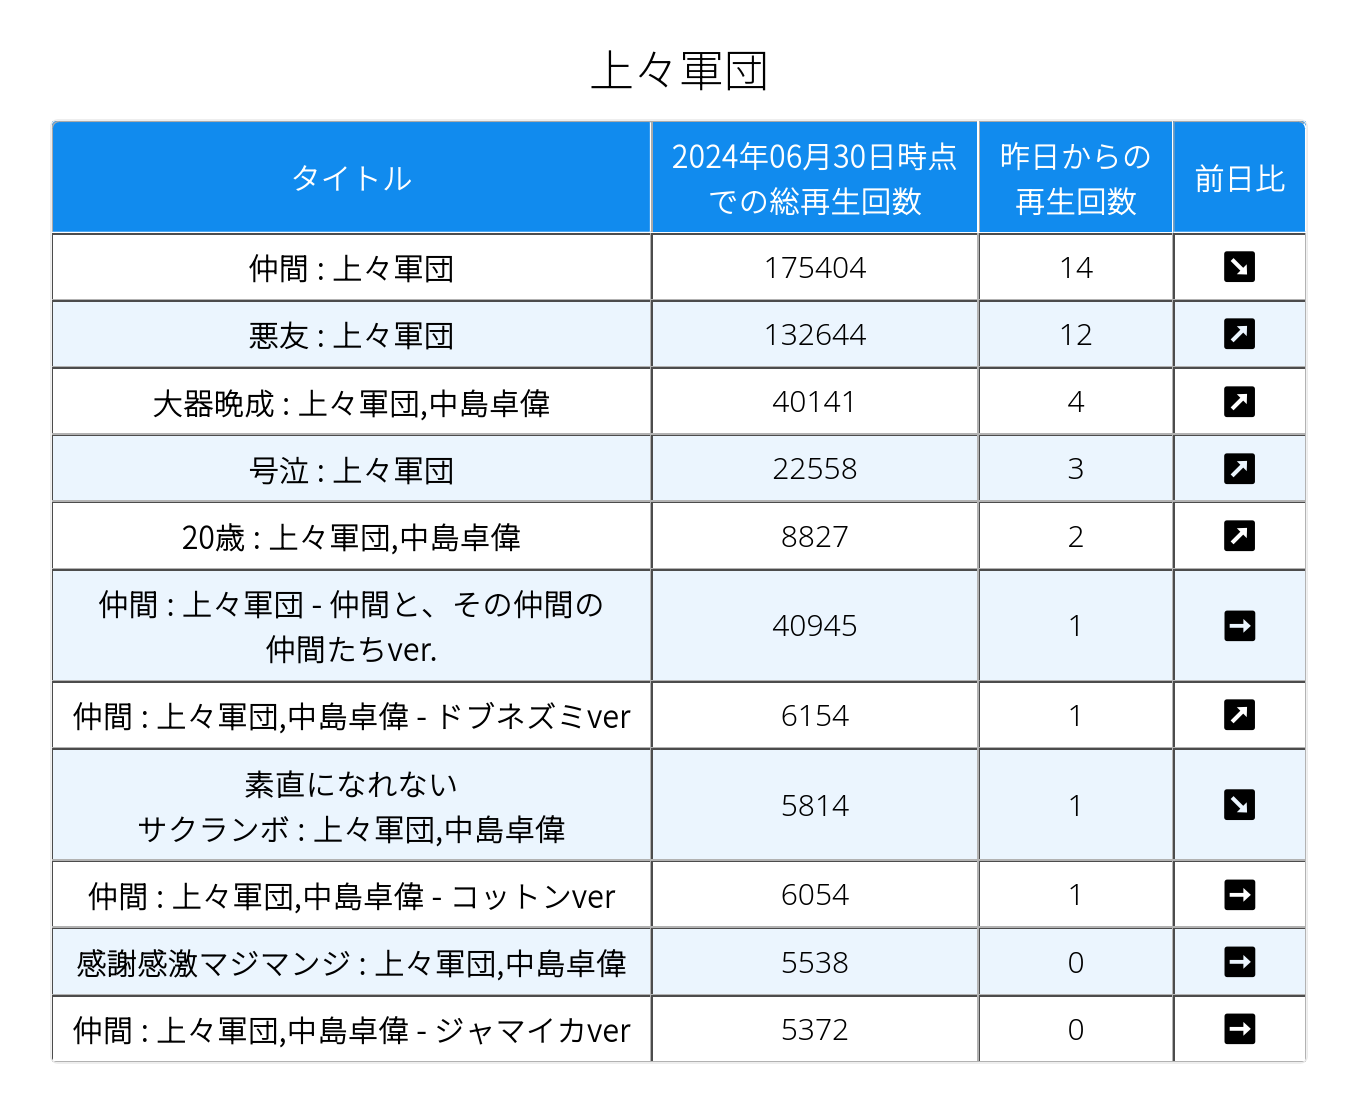 上々軍団
タイトル
2024年06月30日時点
での総再生回数
昨日からの
再生回数
前日比
仲間 : 上々軍団 175404 14 ↘
悪友 : 上々軍団 132644 12 ↗
大器晩成 : 上々軍団,中島卓偉 40141 4 ↗
号泣 : 上々軍団 22558 3 ↗
20歳 : 上々軍団,中島卓偉 8827 2 ↗
仲間 : 上々軍団 - 仲間と、その仲間の
仲間たちver. 40945 1 →
仲間 : 上々軍団,中島卓偉 - ドブネズミver 6154 1 ↗
素直になれない
サクランボ : 上々軍団,中島卓偉 5814 1 ↘
仲間 : 上々軍団,中島卓偉 - コットンver 6054 1 →
感謝感激マジマンジ : 上々軍団,中島卓偉 5538 0 →
仲間 : 上々軍団,中島卓偉 - ジャマイカver 5372 0 →